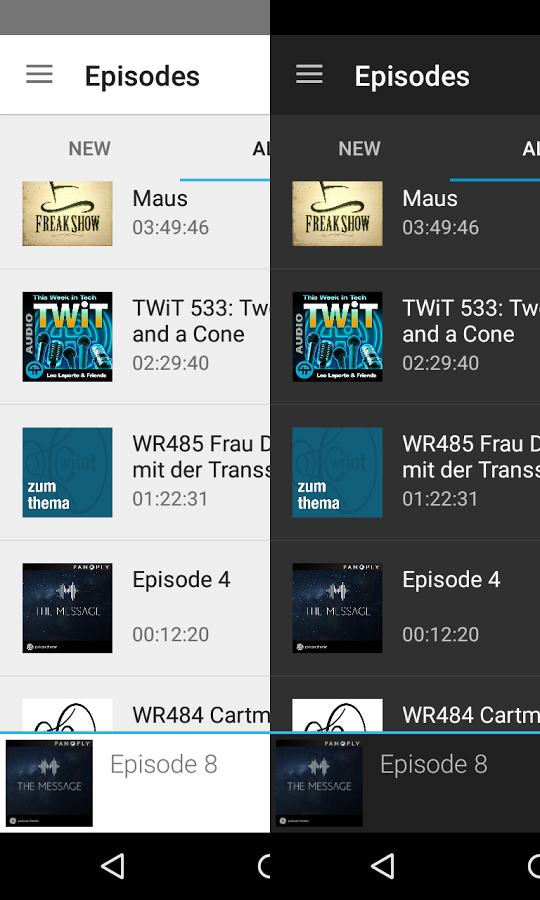 Episodes
NEW
AL
FREAK SHOW
Maus
03:49:46
This Week in Tech
AUDIO
TWiT
Leo Laporte & Friends
TWiT 533: Tw
and a Cone
02:29:40
wrint
zum
thema
WR485 Frau D
mit der Transs
01:22:31
PANOPLY
THE MESSAGE
Episode 4
00:12:20
WR484 Cartm
PANOPLY
THE MESSAGE
Episode 8
Episodes
NEW
AL
FREAK SHOW
Maus
03:49:46
This Week in Tech
AUDIO
TWiT
Leo Laporte & Friends
TWiT 533: Tw
and a Cone
02:29:40
wrint
zum
thema
WR485 Frau D
mit der Transs
01:22:31
PANOPLY
THE MESSAGE
Episode 4
00:12:20
WR484 Cartm
PANOPLY
THE MESSAGE
Episode 8